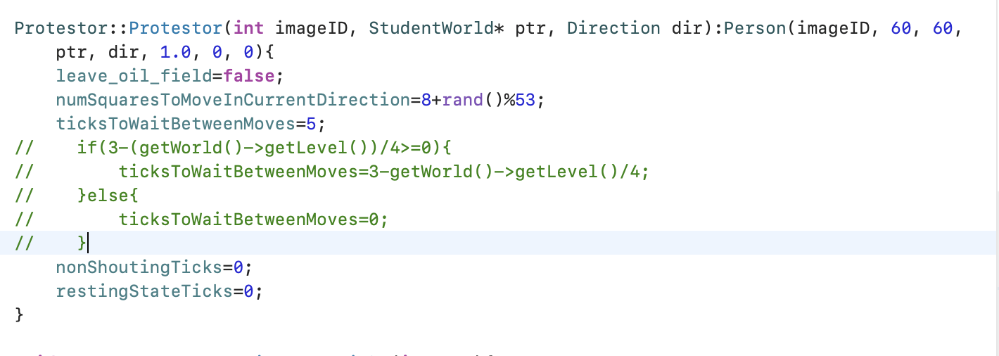 Protestor::Protestor(int imageID, StudentWorld* ptr, Direction dir):Person(imageID, 60, 60,
ptr, dir, 1.0, 0, 0){
leave_oil_field=false;
numSquaresToMoveInCurrentDirection=8+rand()%53;
ticksToWaitBetweenMoves=5;
//    if(3-(getWorld()->getLevel())/4>=0){
//        ticksToWaitBetweenMoves=3-getWorld()->getLevel()/4;
//    }else{
//        ticksToWaitBetweenMoves=0;
//    }
nonShoutingTicks=0;
restingStateTicks=0;
}